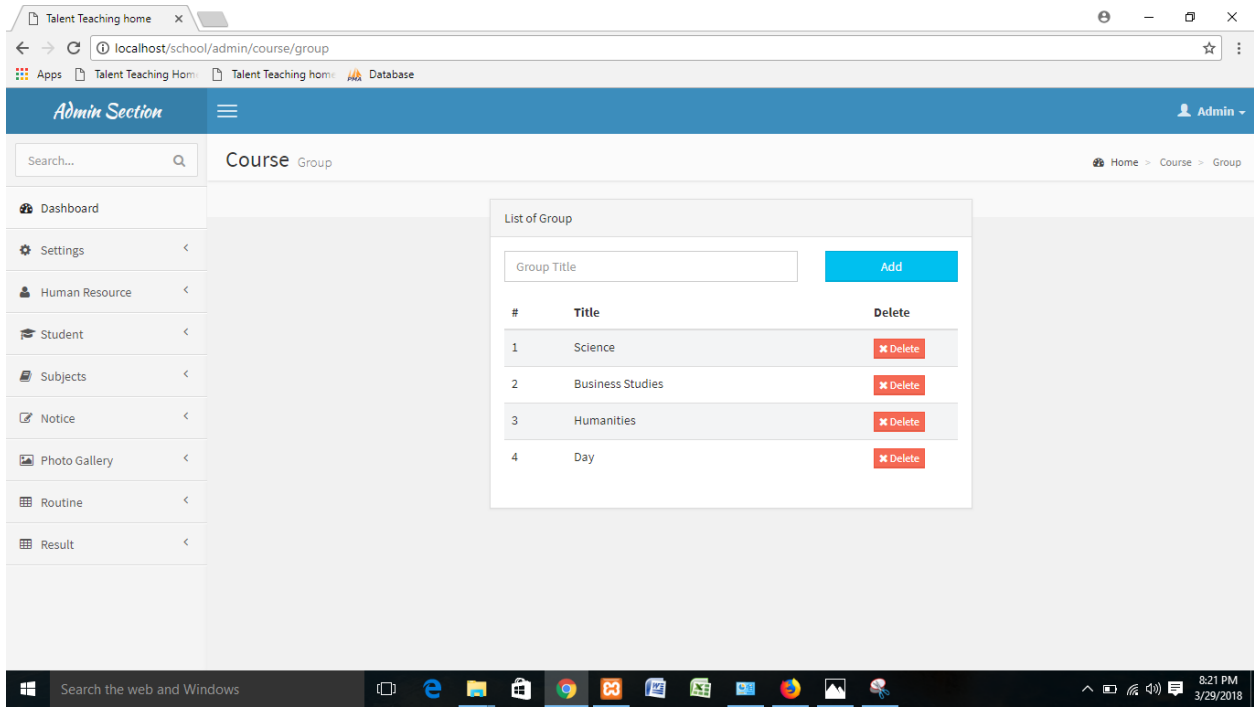 Talent Teaching home
localhost/school/admin/course/group
Apps Talent Teaching Hom Talent Teaching hom Database
Admin Section Admin
Search... Course Group Home > Course > Group
Dashboard
Settings
Human Resource
Student
Subjects
Notice
Photo Gallery
Routine
Result
List of Group
Group Title Add
# Title Delete
1 Science Delete
2 Business Studies Delete
3 Humanities Delete
4 Day Delete
Search the web and Windows
8:21 PM
3/29/2018